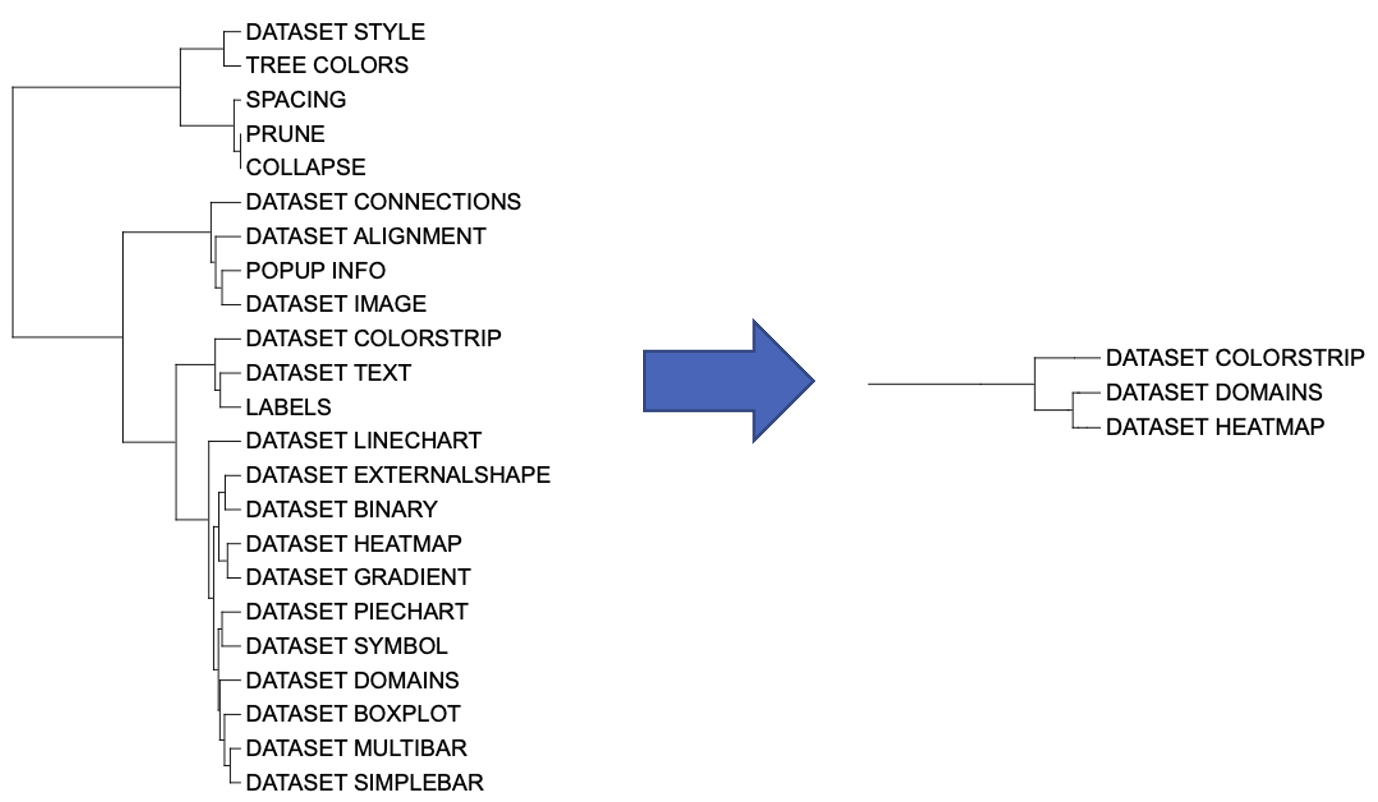 DATASET STYLE
TREE COLORS
SPACING
PRUNE
COLLAPSE
DATASET CONNECTIONS
DATASET ALIGNMENT
POPUP INFO
DATASET IMAGE
DATASET COLORSTRIP
DATASET TEXT
LABELS
DATASET LINECHART
DATASET EXTERNALSHAPE
DATASET BINARY
DATASET HEATMAP
DATASET GRADIENT
DATASET PIECHART
DATASET SYMBOL
DATASET DOMAINS
DATASET BOXPLOT
DATASET MULTIBAR
DATASET SIMPLEBAR
DATASET COLORSTRIP
DATASET DOMAINS
DATASET HEATMAP